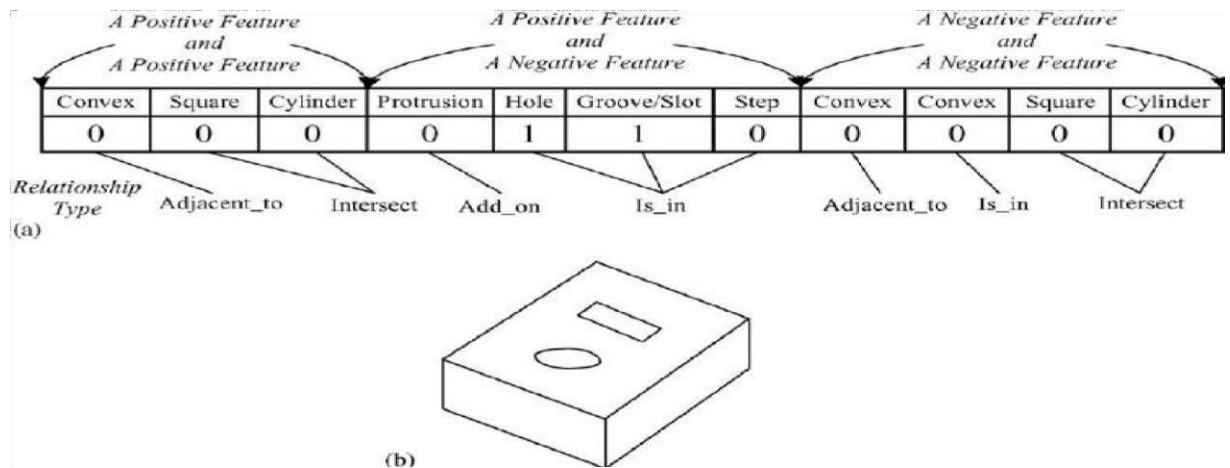 A Positive Feature and A Positive Feature
A Positive Feature and A Negative Feature
A Negative Feature and A Negative Feature
Convex Square Cylinder Protrusion Hole Groove/Slot Step Convex Convex Square Cylinder
0 0 0 0 1 1 0 0 0 0 0
Relationship Type
Adjacent_to Intersect Add_on Is_in Adjacent_to Is_in Intersect
(a)
(b)